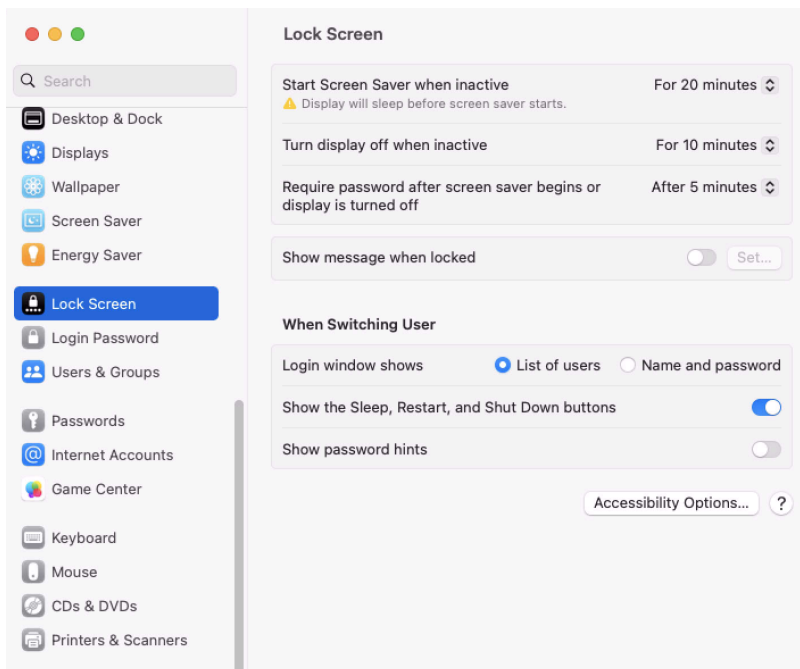 Search
Desktop & Dock
Displays
Wallpaper
Screen Saver
Energy Saver
Lock Screen
Login Password
Users & Groups
Passwords
Internet Accounts
Game Center
Keyboard
Mouse
CDs & DVDs
Printers & Scanners
Lock Screen
Start Screen Saver when inactive
For 20 minutes
Display will sleep before screen saver starts.
Turn display off when inactive
For 10 minutes
Require password after screen saver begins or
display is turned off
After 5 minutes
Show message when locked
Set...
When Switching User
Login window shows
List of users
Name and password
Show the Sleep, Restart, and Shut Down buttons
Show password hints
Accessibility Options...
?